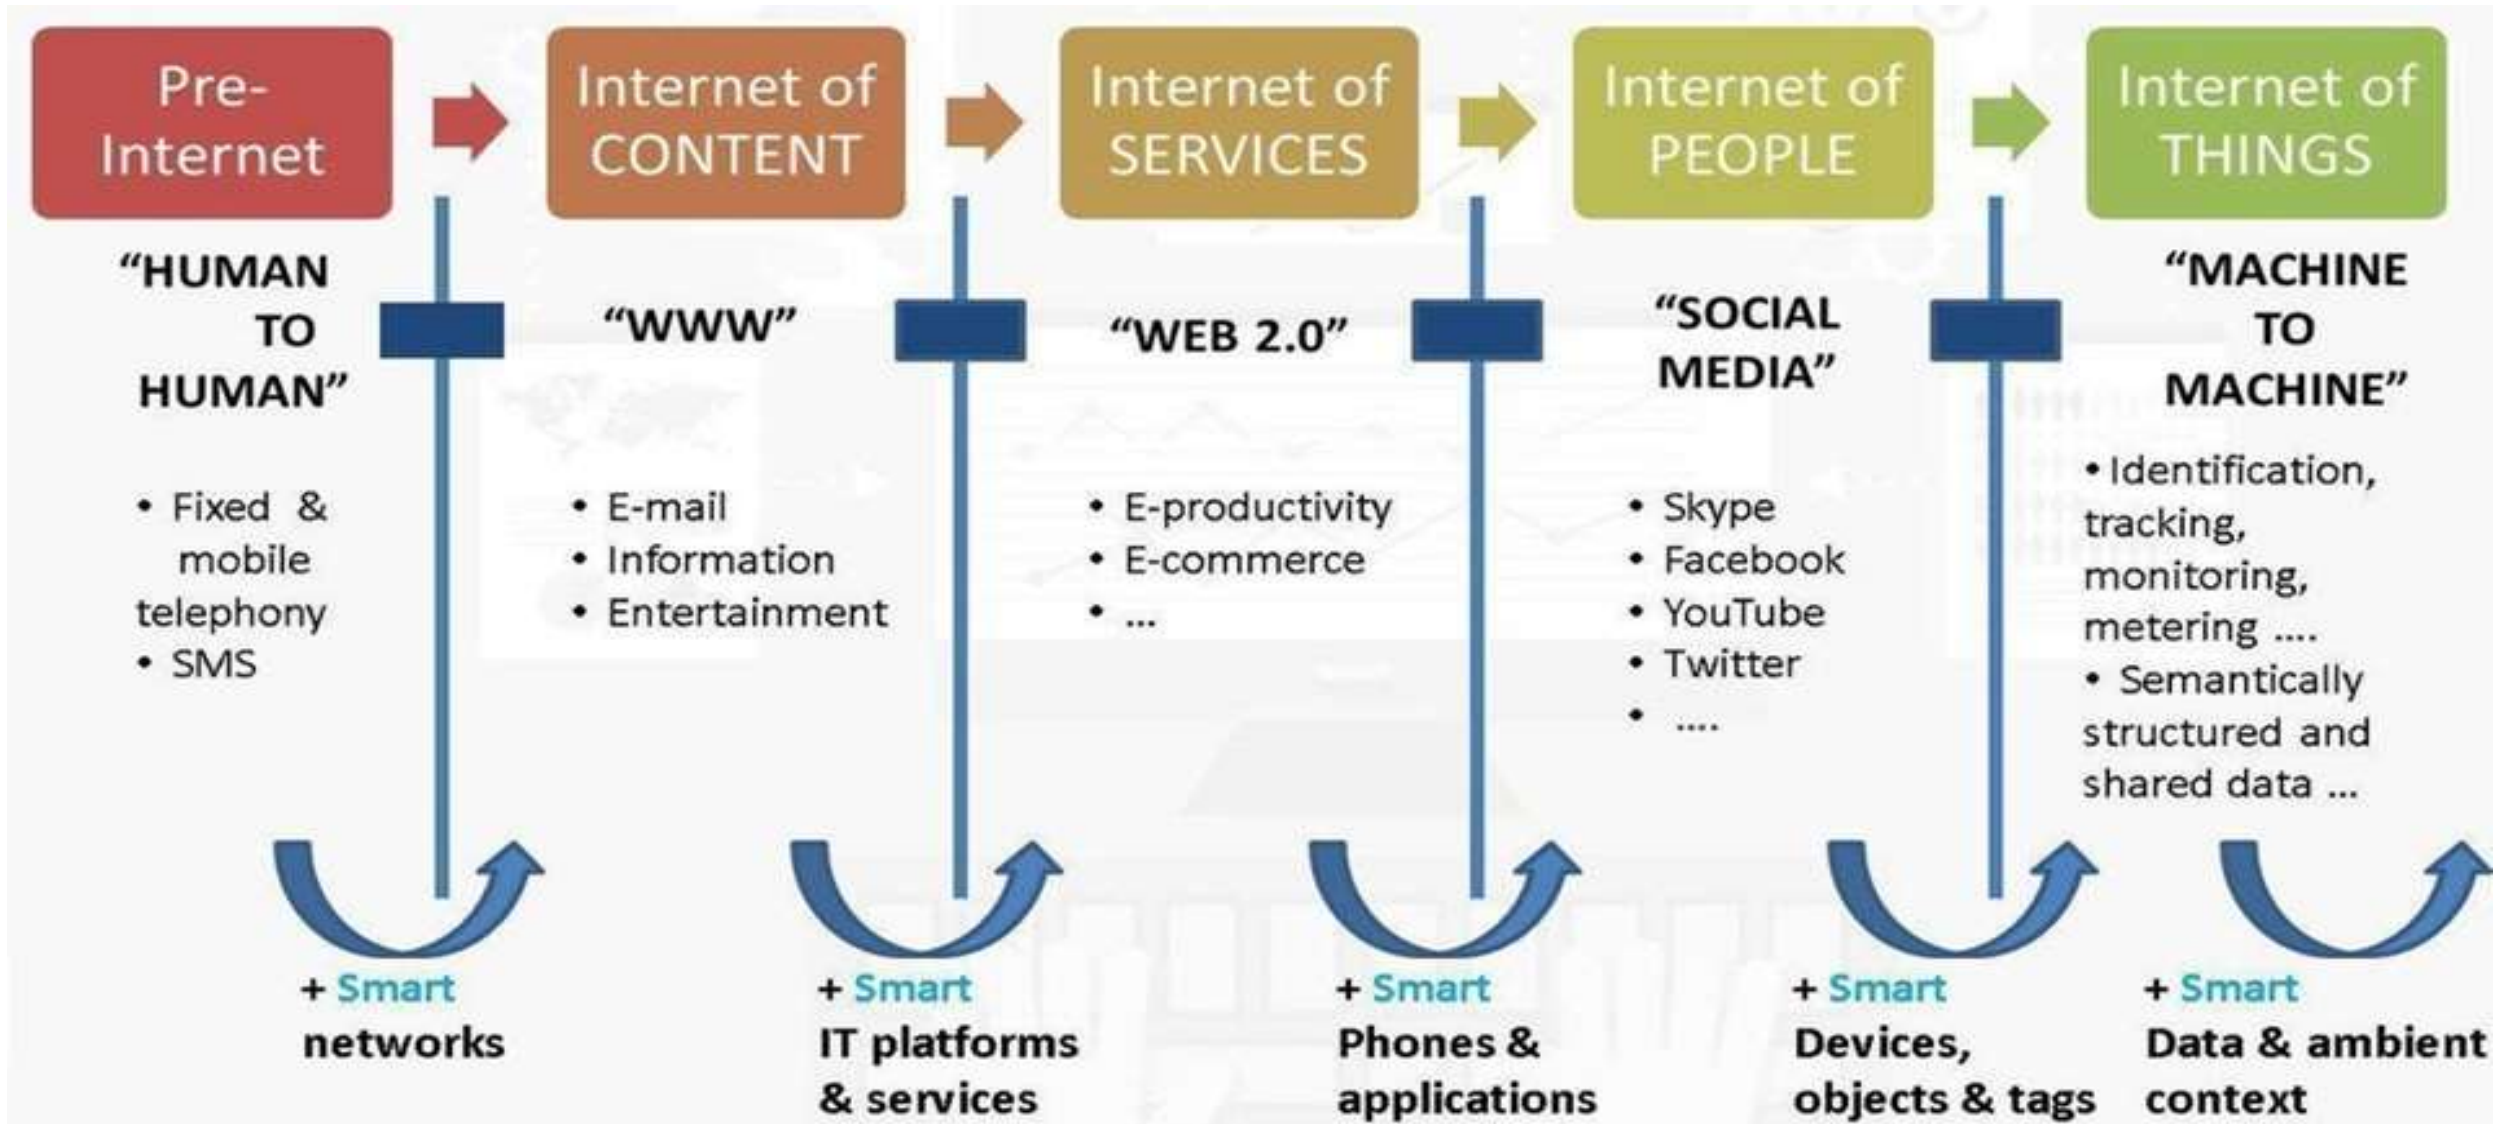 Pre-
Internet
Internet of
CONTENT
Internet of
SERVICES
Internet of
PEOPLE
Internet of
THINGS
“HUMAN
TO
HUMAN”
“WWW”
“WEB 2.0”
“SOCIAL
MEDIA”
“MACHINE
TO
MACHINE”
• Fixed &
mobile
telephony
• SMS
• E-mail
• Information
• Entertainment
• E-productivity
• E-commerce
• ...
• Skype
• Facebook
• YouTube
• Twitter
• ....
• Identification,
tracking,
monitoring,
metering ....
• Semantically
structured and
shared data ...
+ Smart
networks
+ Smart
IT platforms
& services
+ Smart
Phones &
applications
+ Smart
Devices,
objects & tags
+ Smart
Data & ambient
context